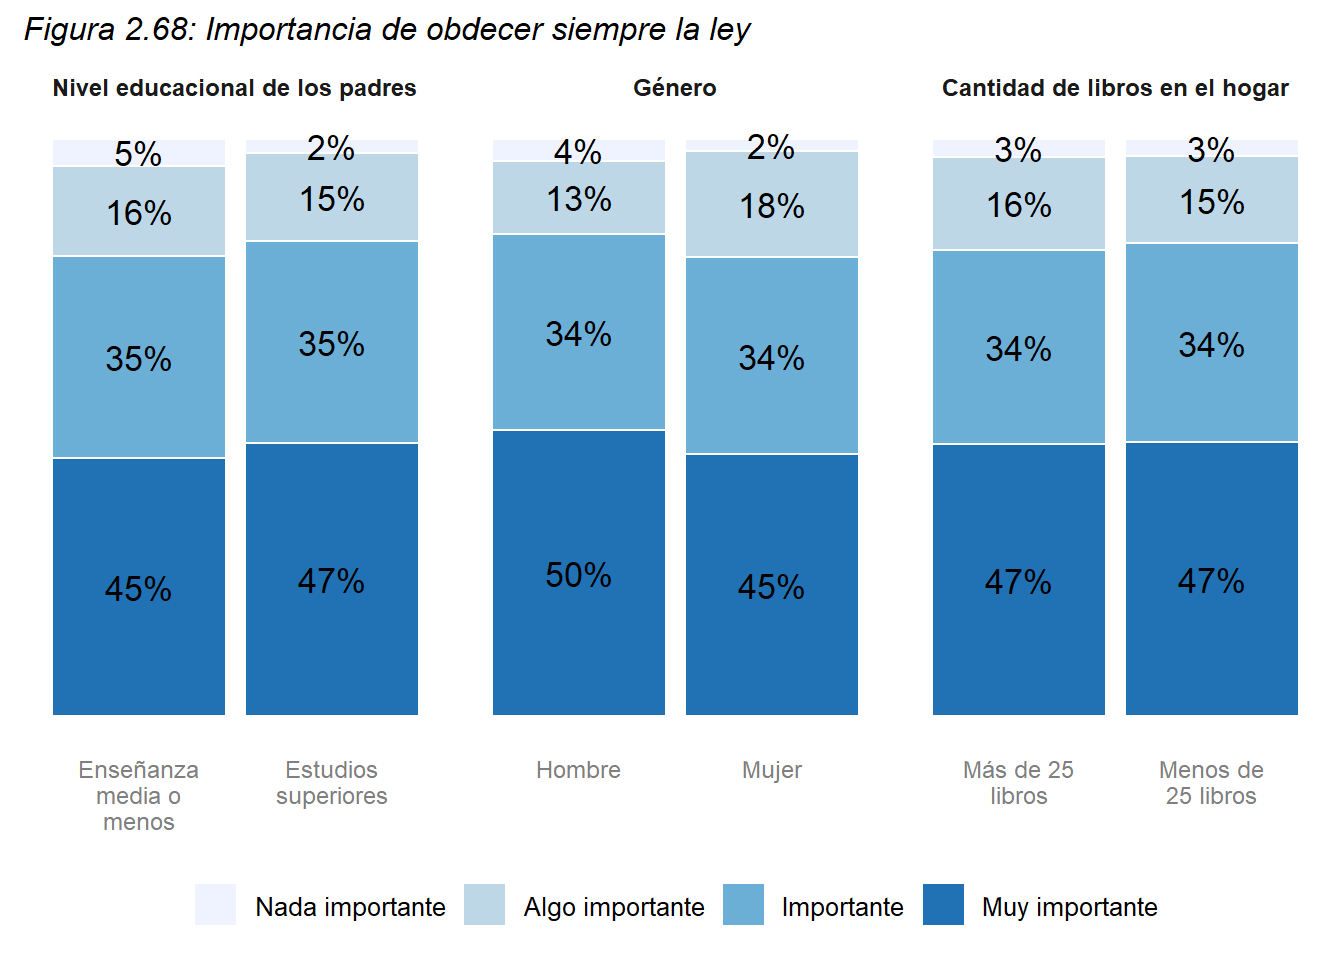 Figura 2.68: Importancia de obdecer siempre la ley
Nivel educacional de los padres
Género
Cantidad de libros en el hogar
5%
2%
4%
2%
3%
3%
16%
15%
13%
18%
16%
15%
35%
35%
34%
34%
34%
34%
45%
47%
50%
45%
47%
47%
Enseñanza
media o
menos
Estudios
superiores
Hombre
Mujer
Más de 25
libros
Menos de
25 libros
Nada importante
Algo importante
Importante
Muy importante